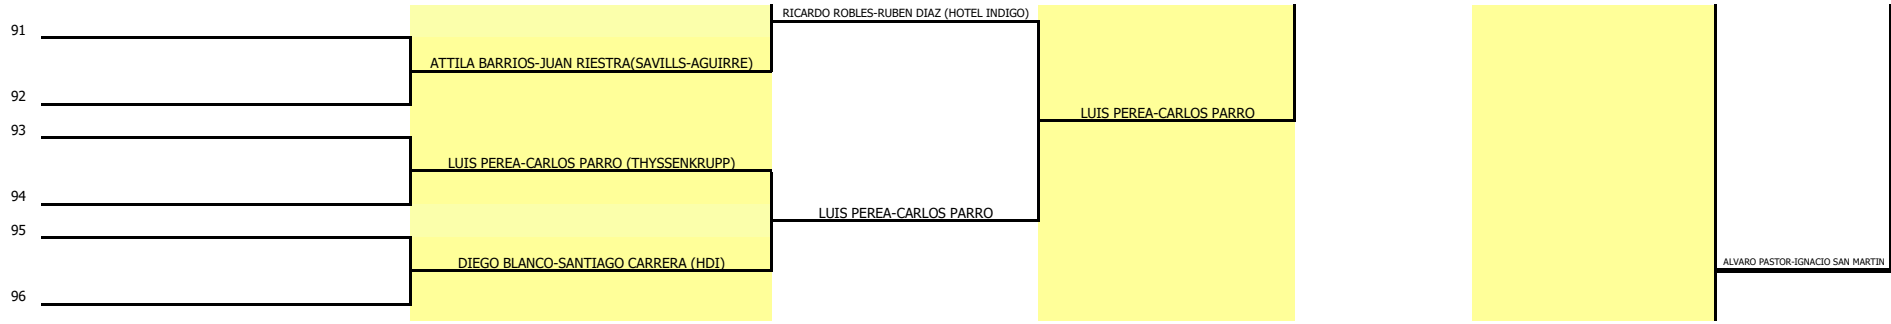 RICARDO ROBLES-RUBEN DIAZ (HOTEL INDIGO)
91
ATTILA BARRIOS-JUAN RIESTRA(SAVILLS-AGUIRRE)
92
LUIS PEREA-CARLOS PARRO
93
LUIS PEREA-CARLOS PARRO (THYSSENKRUPP)
94
LUIS PEREA-CARLOS PARRO
95
DIEGO BLANCO-SANTIAGO CARRERA (HDI)
ALVARO PASTOR-IGNACIO SAN MARTIN
96